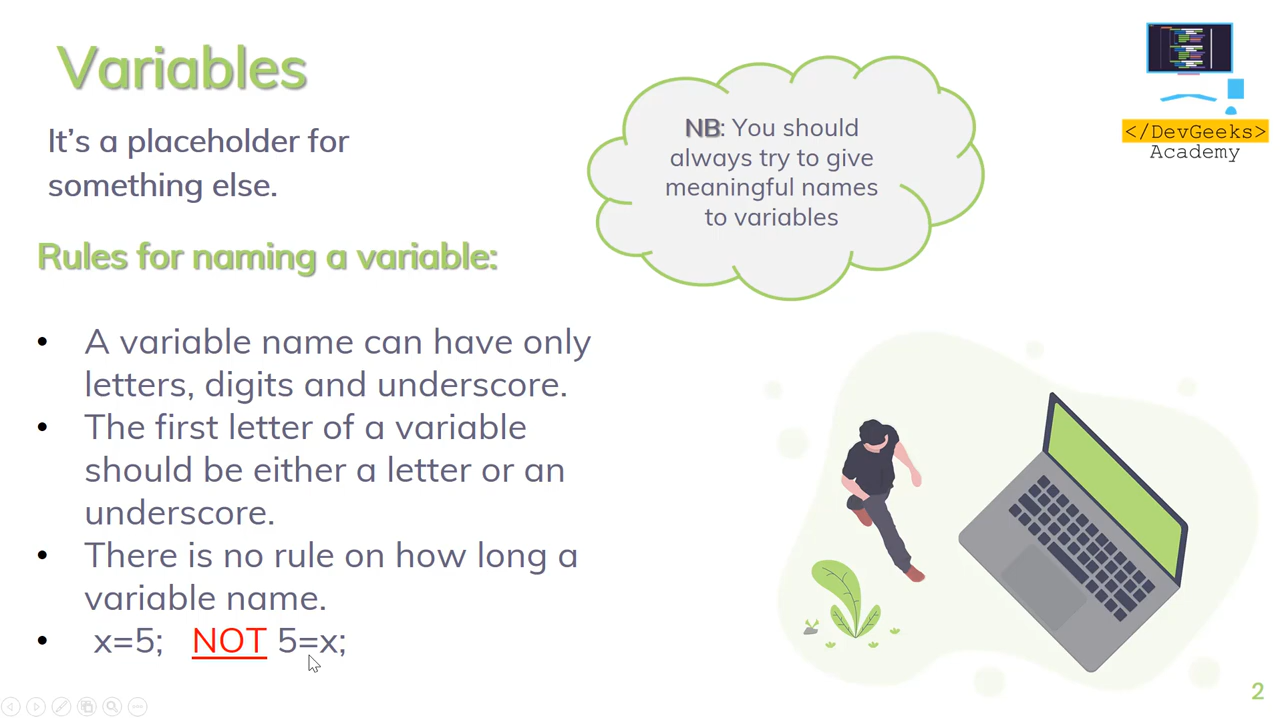 Variables
It's a placeholder for
something else.
Rules for naming a variable:
• A variable name can have only
letters, digits and underscore.
• The first letter of a variable
should be either a letter or an
underscore.
• There is no rule on how long a
variable name.
• x=5; NOT 5=x;
NB: You should
always try to give
meaningful names
to variables
</DevGeeks>
Academy
2